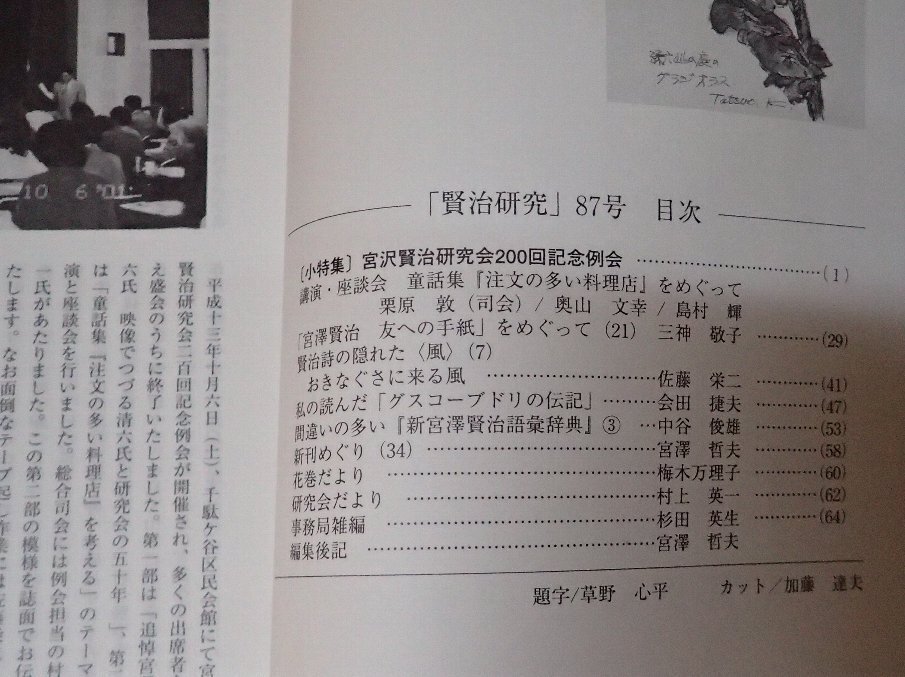 グラジオラス
Tatsuo K.
10 6 '01
「賢治研究」87号 目次
〔小特集〕宮沢賢治研究会200回記念例会 …………(1)
講演・座談会 童話集『注文の多い料理店』をめぐって
栗原 敦（司会）/ 奥山 文幸 / 島村 輝
「宮澤賢治 友への手紙」をめぐって（21）三神 敬子 …………(29)
賢治詩の隠れた〈風〉(7)
おきなぐさに来る風 …………佐藤 栄二 …………(41)
私の読んだ「グスコーブドリの伝記」 …………会田 捷夫 …………(47)
間違いの多い『新宮澤賢治語彙辞典』③ …中谷 俊雄 …………(53)
新刊めぐり（34）…………宮澤 哲夫 …………(58)
花巻だより …………梅木万理子 …………(60)
研究会だより …………村上 英一 …………(62)
事務局雑編 …………杉田 英生 …………(64)
編集後記 …………宮澤 哲夫
題字/草野 心平 カット/加藤 達夫
平成十三年十月六日（土）、千駄ケ谷区民会館にて宮
賢治研究会二百回記念例会が開催され、多くの出席者
え盛会のうちに終了いたしました。第一部は「追悼宮
六氏 映像でつづる清六氏と研究会の五十年 」、第
は「童話集『注文の多い料理店』を考える」のテーマ
演と座談会を行いました。総合司会には例会担当の村
一氏があたりました。この第二部の模様を誌面でお伝
たします。なお面倒なテープ起し作業には